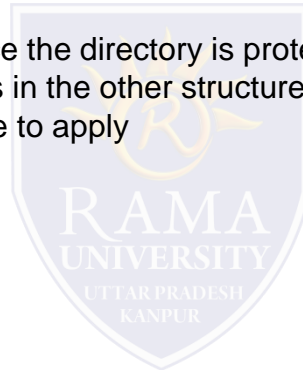 e the directory is prote
s in the other structure
e to apply
RAMA
UNIVERSITY
UTTAR PRADESH
KANPUR